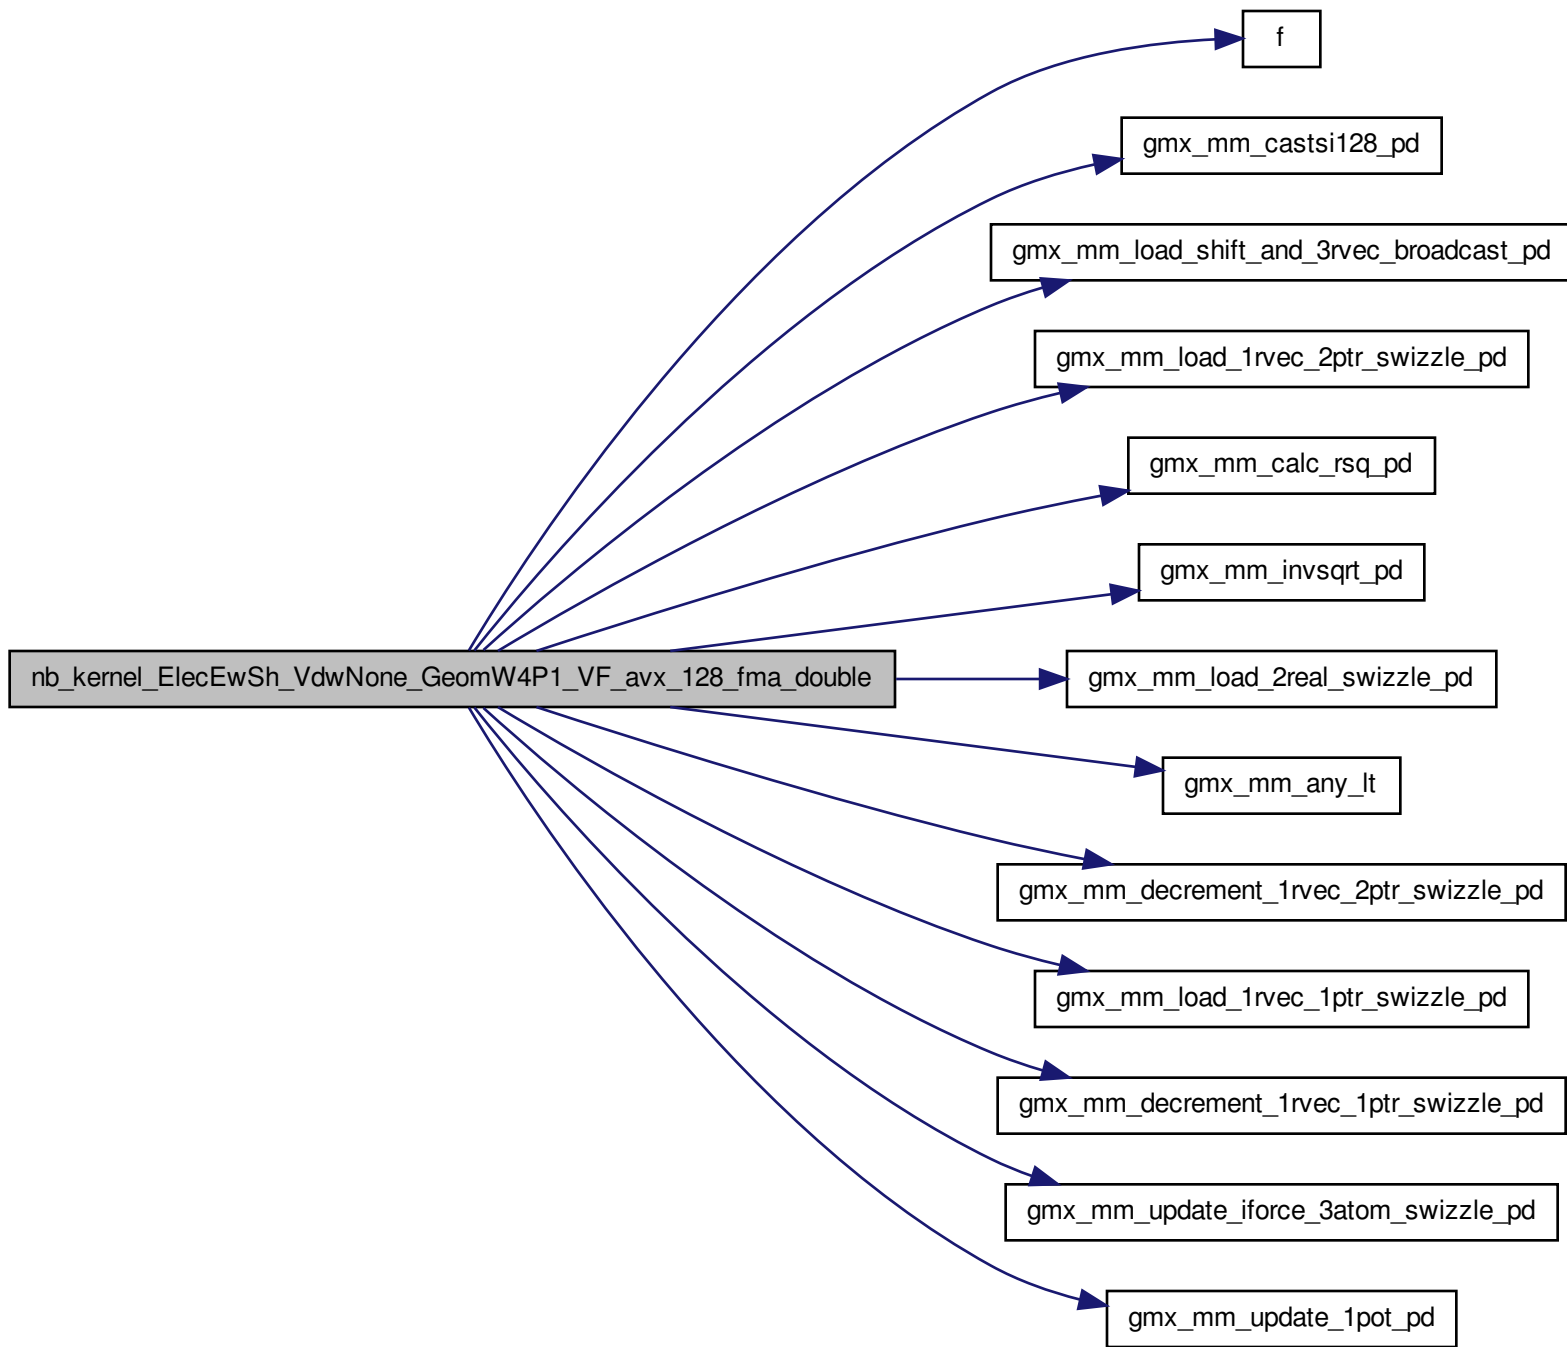 f
gmx_mm_castsi128_pd
gmx_mm_load_shift_and_3rvec_broadcast_pd
gmx_mm_load_1rvec_2ptr_swizzle_pd
gmx_mm_calc_rsq_pd
gmx_mm_invsqrt_pd
nb_kernel_ElecEwSh_VdwNone_GeomW4P1_VF_avx_128_fma_double
gmx_mm_load_2real_swizzle_pd
gmx_mm_any_lt
gmx_mm_decrement_1rvec_2ptr_swizzle_pd
gmx_mm_load_1rvec_1ptr_swizzle_pd
gmx_mm_decrement_1rvec_1ptr_swizzle_pd
gmx_mm_update_iforce_3atom_swizzle_pd
gmx_mm_update_1pot_pd